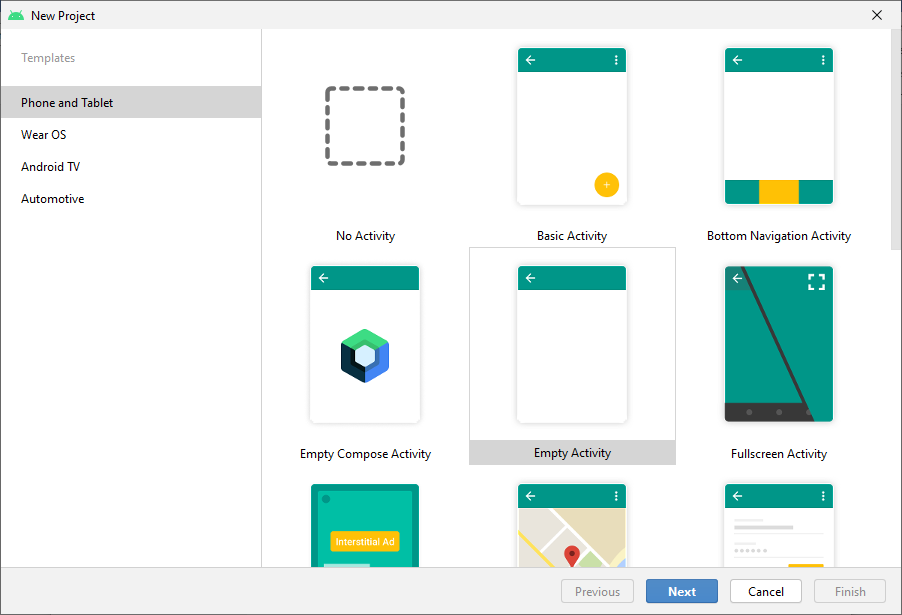 New Project
Templates
Phone and Tablet
Wear OS
Android TV
Automotive
No Activity
Basic Activity
Bottom Navigation Activity
Empty Compose Activity
Empty Activity
Fullscreen Activity
Interstitial Ad
Previous
Next
Cancel
Finish